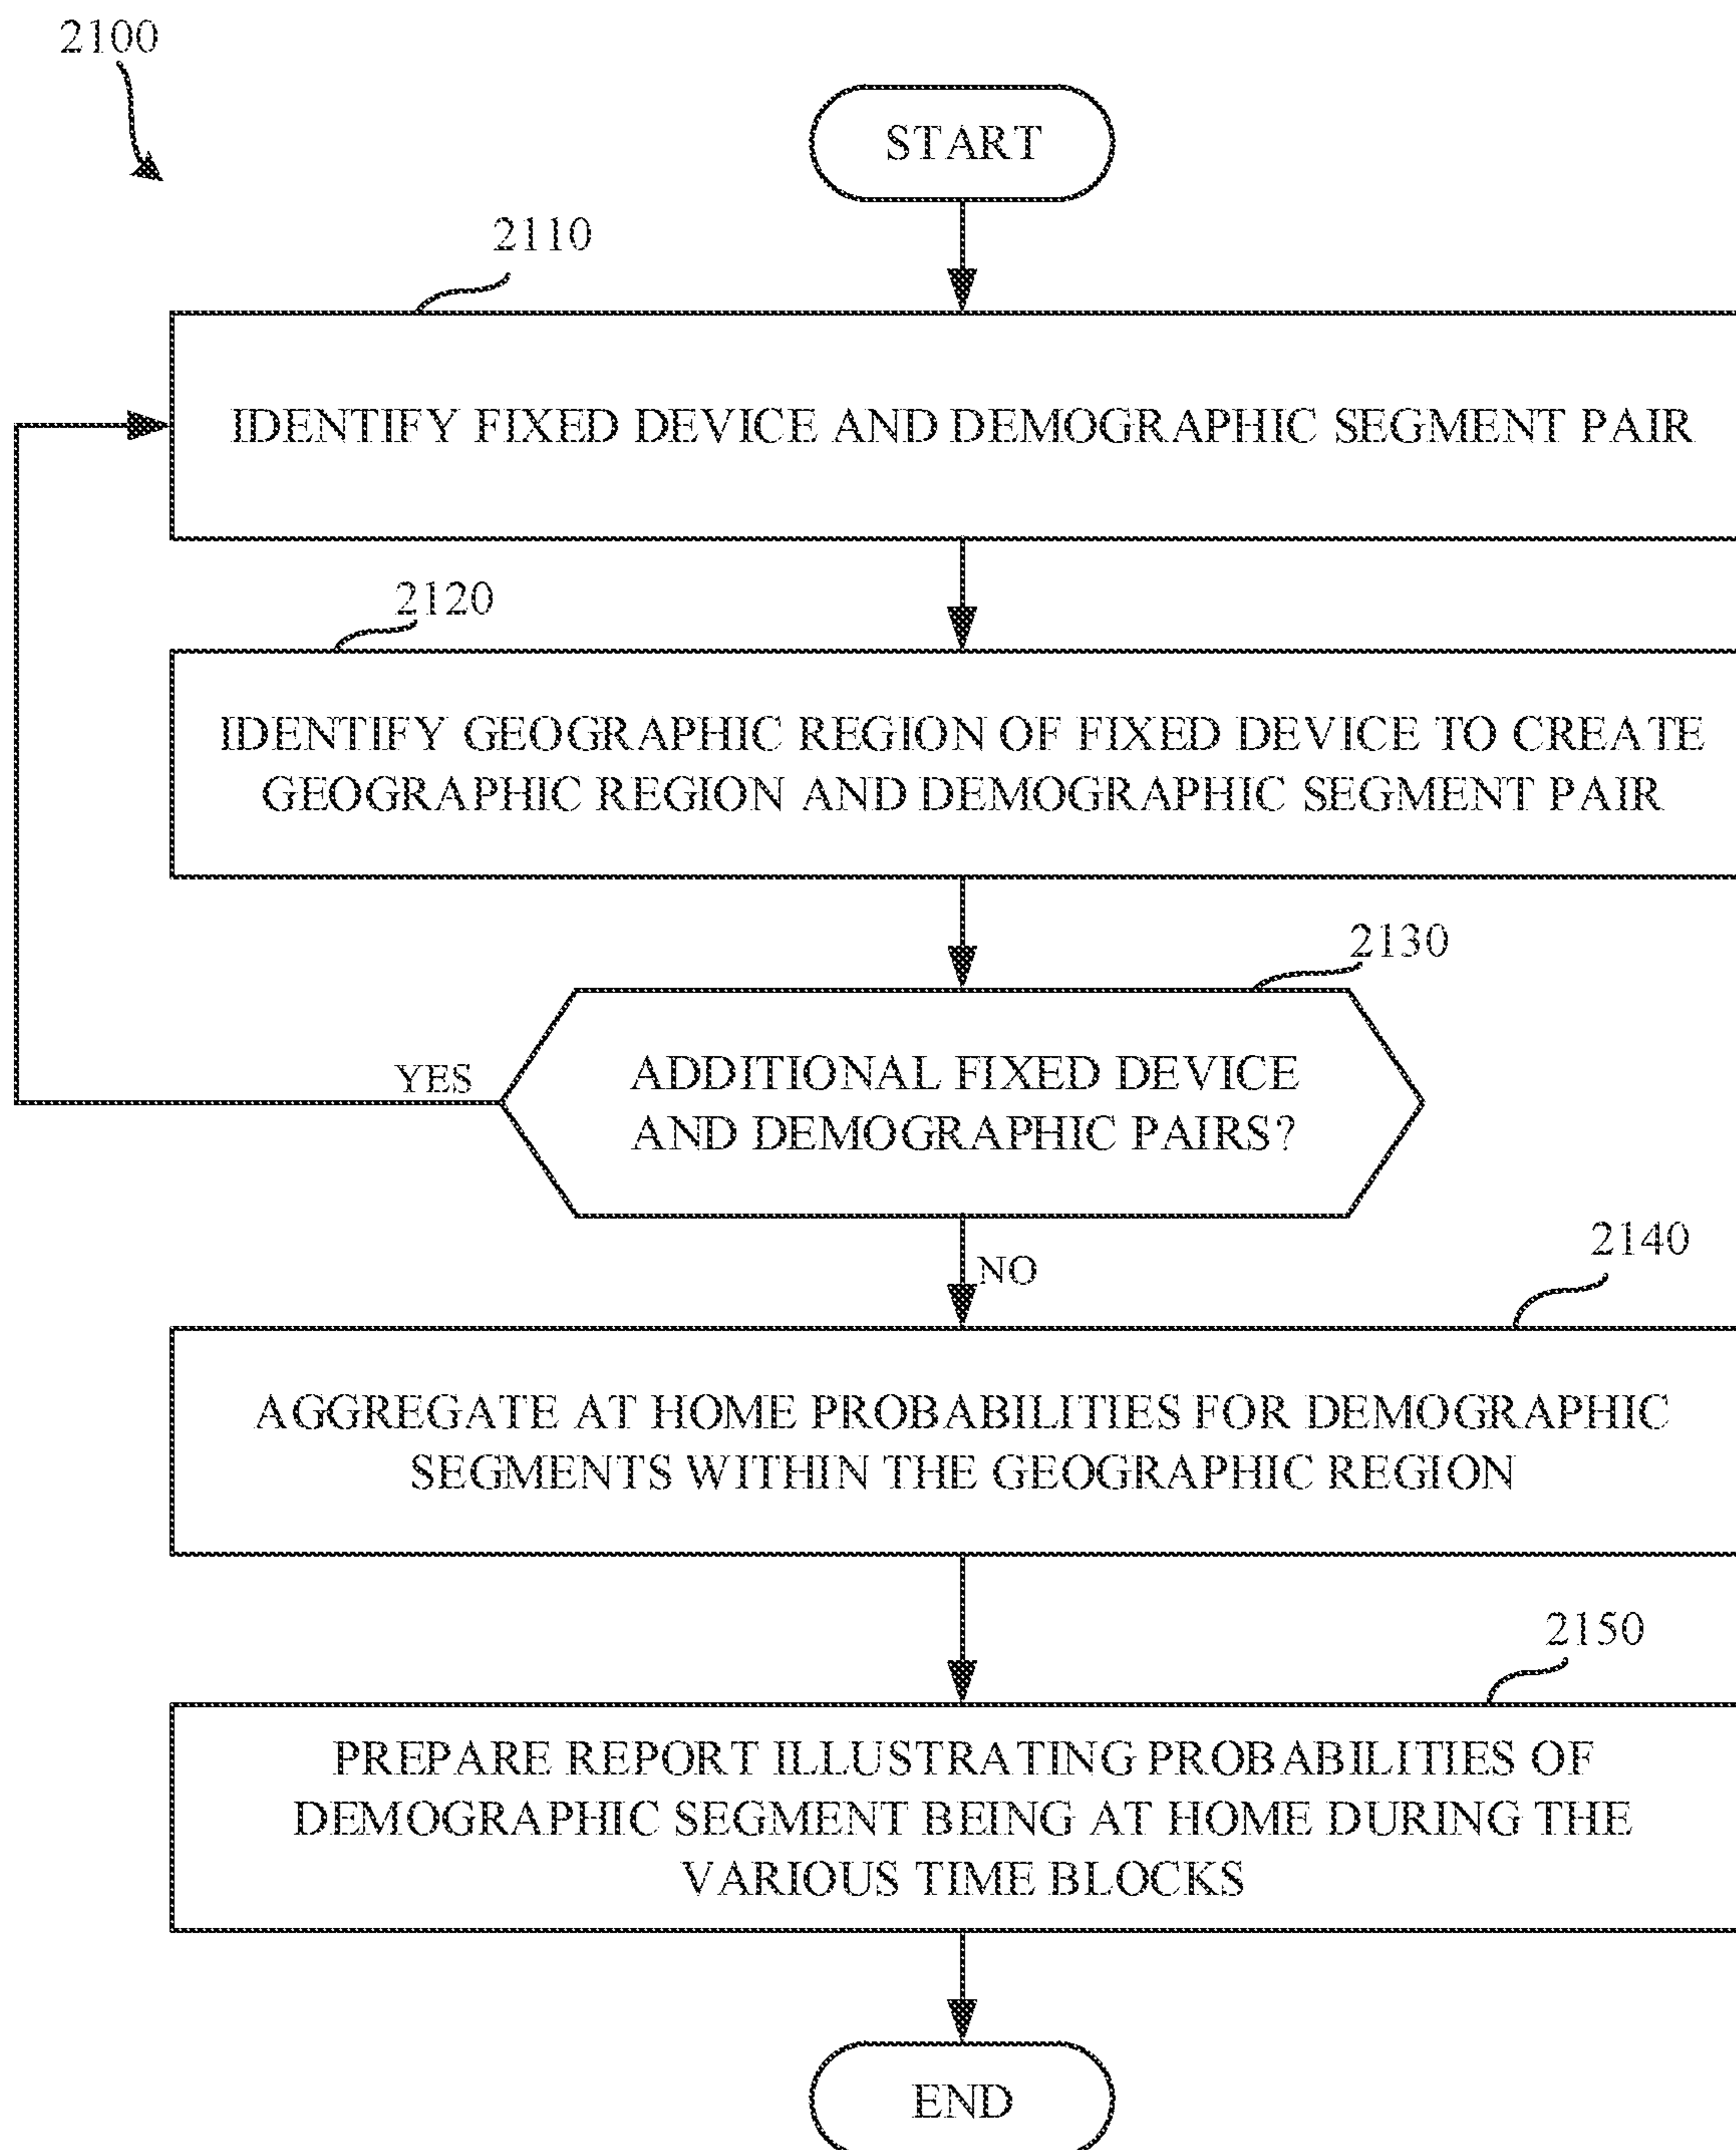 2100
START
2110
IDENTIFY FIXED DEVICE AND DEMOGRAPHIC SEGMENT PAIR
2120
IDENTIFY GEOGRAPHIC REGION OF FIXED DEVICE TO CREATE
GEOGRAPHIC REGION AND DEMOGRAPHIC SEGMENT PAIR
2130
YES
ADDITIONAL FIXED DEVICE
AND DEMOGRAPHIC PAIRS?
NO
2140
AGGREGATE AT HOME PROBABILITIES FOR DEMOGRAPHIC
SEGMENTS WITHIN THE GEOGRAPHIC REGION
2150
PREPARE REPORT ILLUSTRATING PROBABILITIES OF
DEMOGRAPHIC SEGMENT BEING AT HOME DURING THE
VARIOUS TIME BLOCKS
END